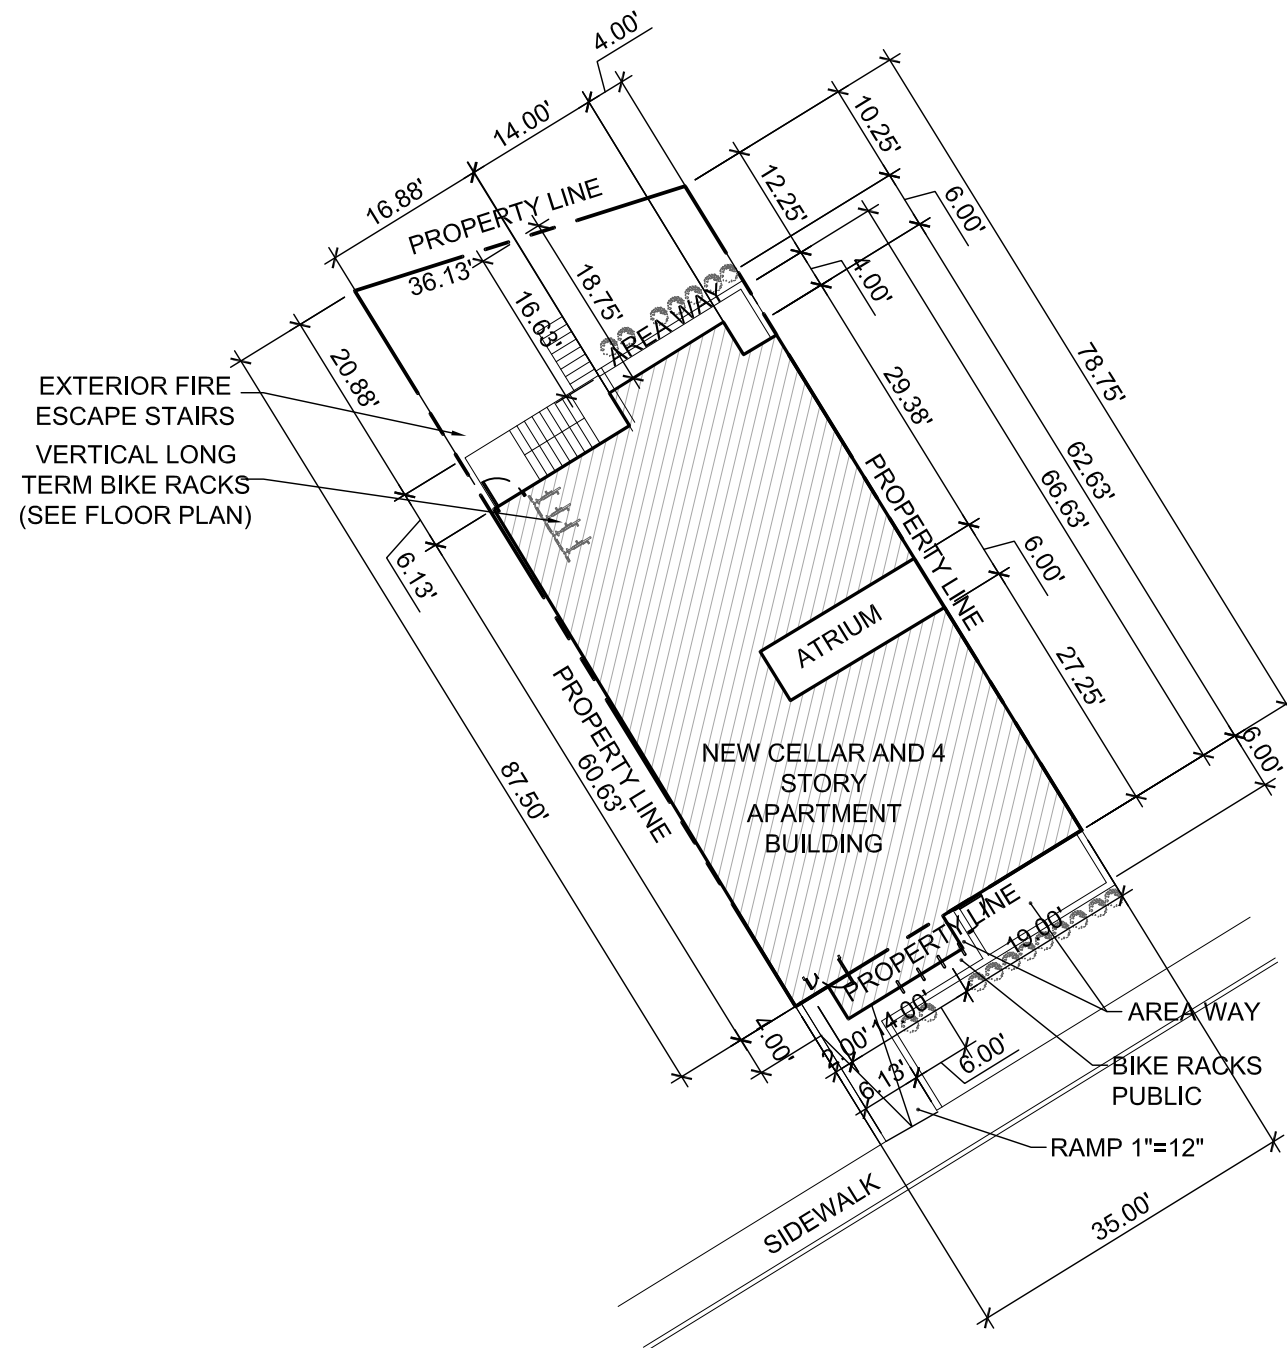 4.00'
14.00'
16.88'
10.25'
12.25'
6.00'
PROPERTY LINE
36.13'
18.75'
16.63'
4.00'
AREA WAY
20.88'
78.75'
29.38'
EXTERIOR FIRE
ESCAPE STAIRS
VERTICAL LONG
TERM BIKE RACKS
(SEE FLOOR PLAN)
62.63'
66.63'
PROPERTY LINE
6.13'
6.00'
ATRIUM
27.25'
PROPERTY LINE
60.63'
87.50'
NEW CELLAR AND 4
STORY
APARTMENT
BUILDING
6.00'
PROPERTY LINE
19.00'
14.00'
2.00'
4.00'
6.00'
6.13'
AREA WAY
BIKE RACKS
PUBLIC
RAMP 1"=12"
SIDEWALK
35.00'